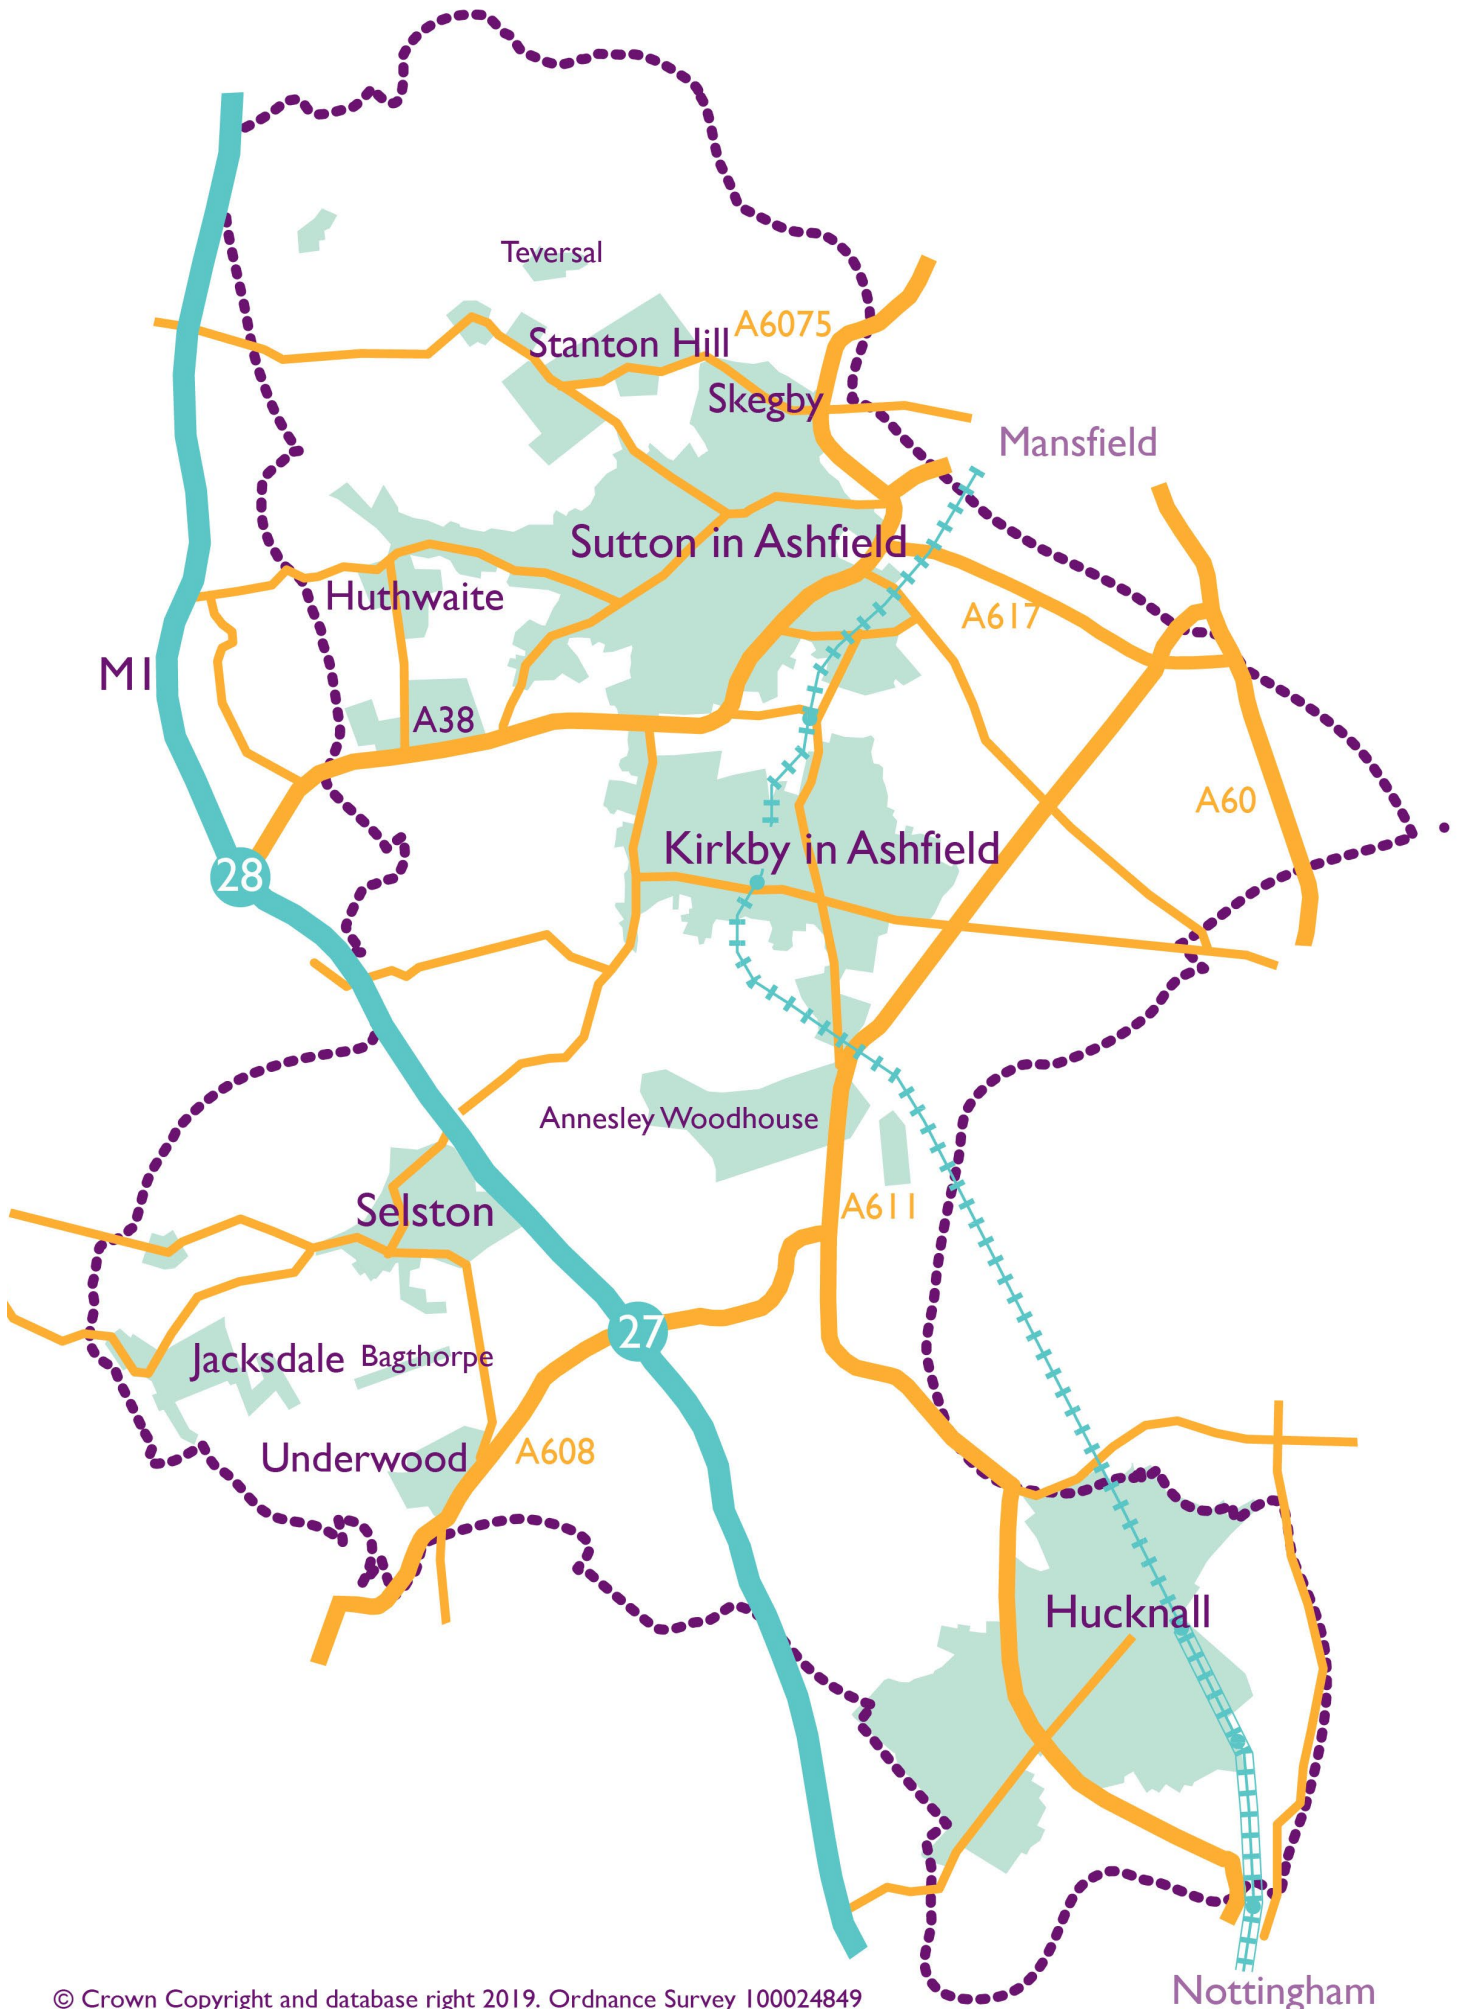 Teversal
Stanton Hill
A6075
Skegby
Mansfield
Sutton in Ashfield
Huthwaite
A617
M1
A38
A60
Kirkby in Ashfield
28
Annesley Woodhouse
Selston
A611
27
Jacksdale
Bagthorpe
Underwood
A608
Hucknall
Nottingham
© Crown Copyright and database right 2019. Ordnance Survey 100024849